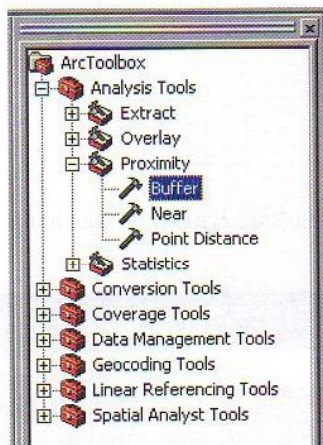 ArcToolbox
Analysis Tools
Extract
Overlay
Proximity
Buffer
Near
Point Distance
Statistics
Conversion Tools
Coverage Tools
Data Management Tools
Geocoding Tools
Linear Referencing Tools
Spatial Analyst Tools